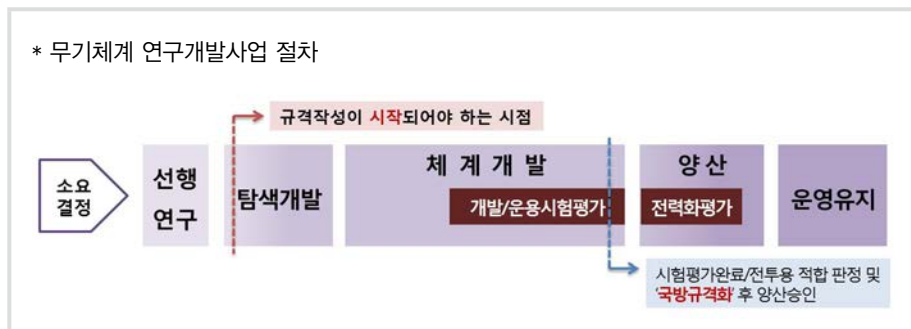 * 무기체계 연구개발사업 절차
규격작성이 시작되어야 하는 시점
소요
결정
선행
연구
탐색개발
체 계 개 발
개발/운용시험평가
양 산
전력화평가
운영유지
시험평가완료/전투용 적합 판정 및
'국방규격화' 후 양산승인